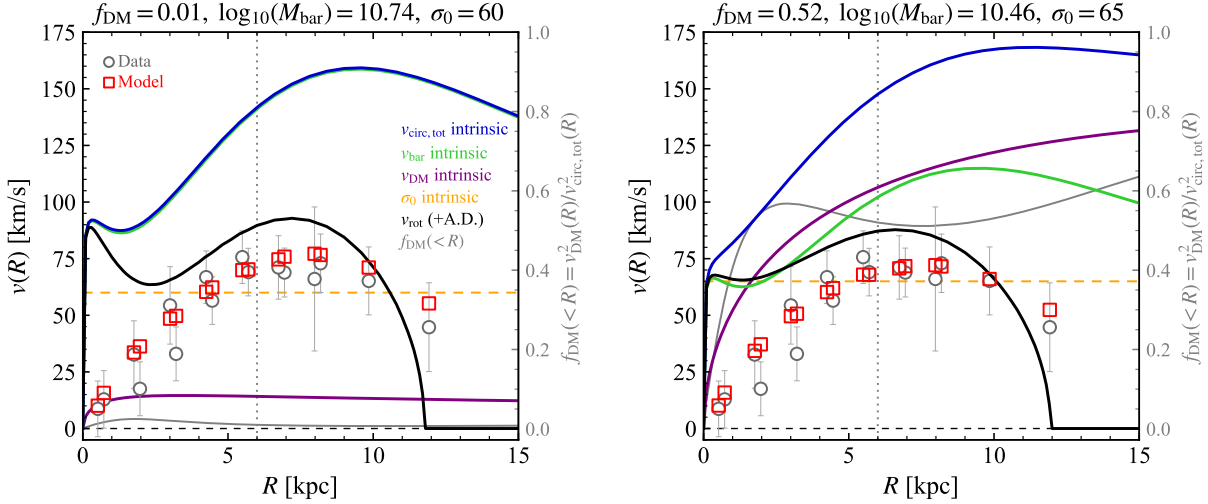 f_DM = 0.01, log10(M_bar) = 10.74, σ0 = 60
175
150
125
100
75
50
25
0
v(R) [km/s]
Data
Model
v_circ,tot intrinsic
v_bar intrinsic
v_DM intrinsic
σ0 intrinsic
v_rot (+A.D.)
f_DM(<R)
1.0
0.8
0.6
0.4
0.2
0.0
f_DM(<R) = v²_DM(R)/v²_circ,tot(R)
0 5 10 15
R [kpc]
f_DM = 0.52, log10(M_bar) = 10.46, σ0 = 65
175
150
125
100
75
50
25
0
v(R) [km/s]
1.0
0.8
0.6
0.4
0.2
0.0
f_DM(<R) = v²_DM(R)/v²_circ,tot(R)
0 5 10 15
R [kpc]